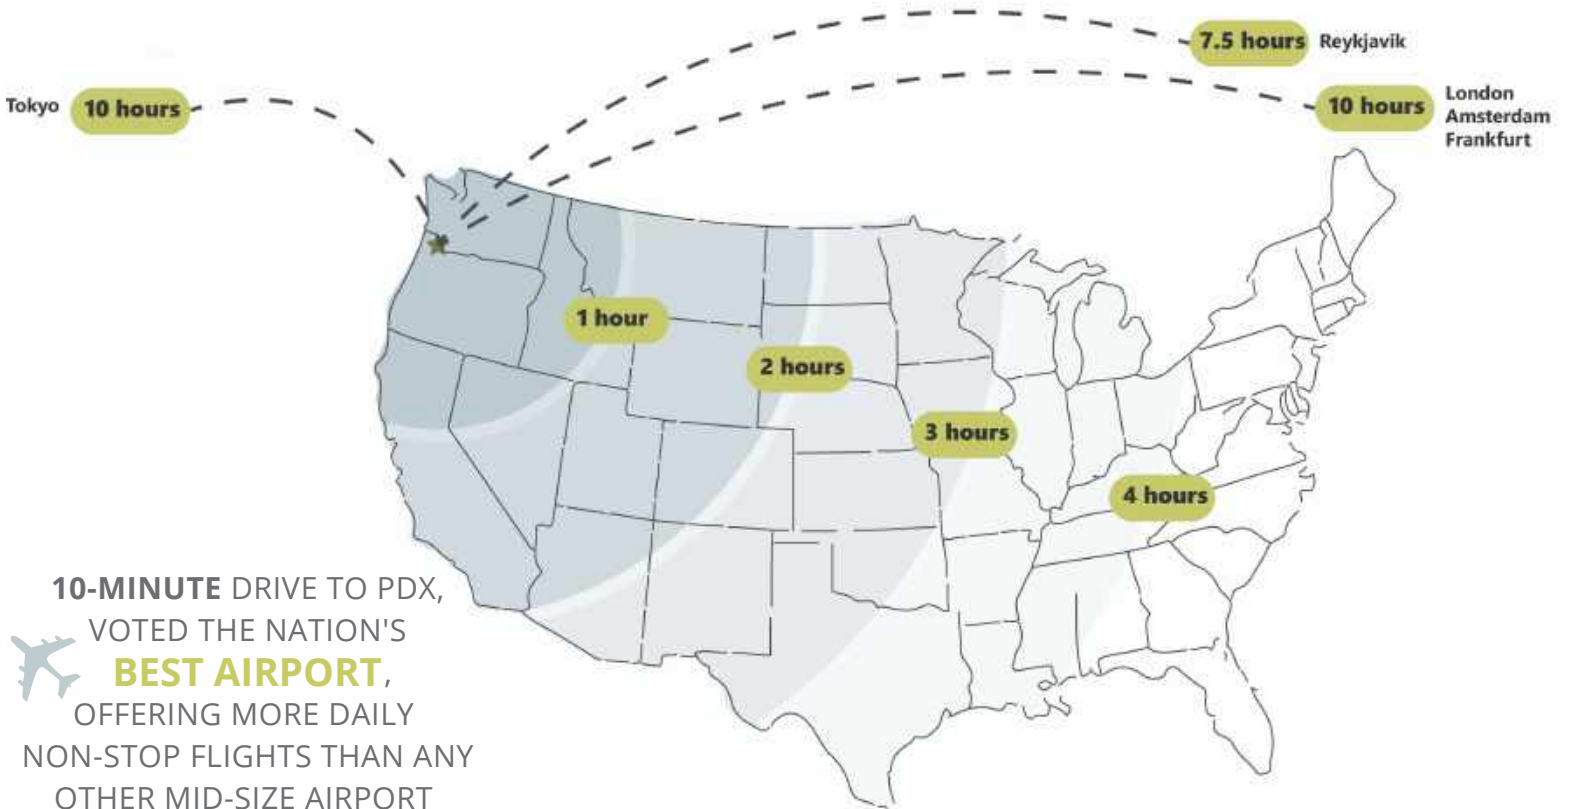 7.5 hours Reykjavik
Tokyo 10 hours
10 hours London
Amsterdam
Frankfurt
1 hour
2 hours
3 hours
4 hours
10-MINUTE DRIVE TO PDX,
VOTED THE NATION'S
BEST AIRPORT,
OFFERING MORE DAILY
NON-STOP FLIGHTS THAN ANY
OTHER MID-SIZE AIRPORT